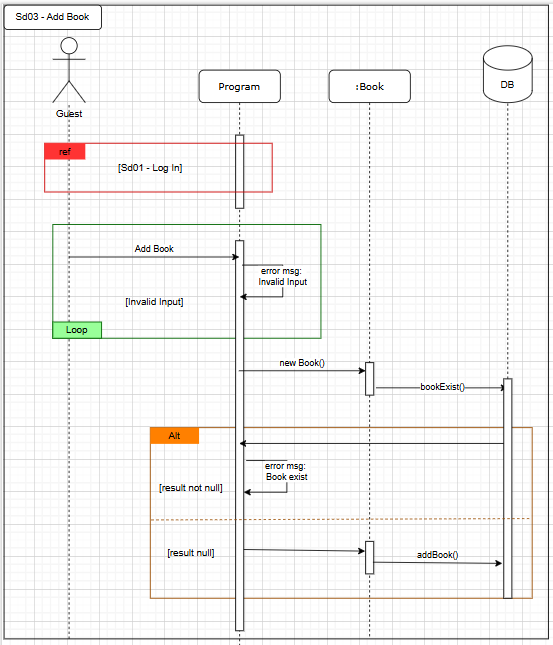 Sd03 - Add Book
Guest
Program
:Book
DB
ref
[Sd01 - Log In]
Add Book
error msg:
Invalid Input
[Invalid Input]
Loop
new Book()
bookExist()
Alt
error msg:
Book exist
[result not null]
[result null]
addBook()